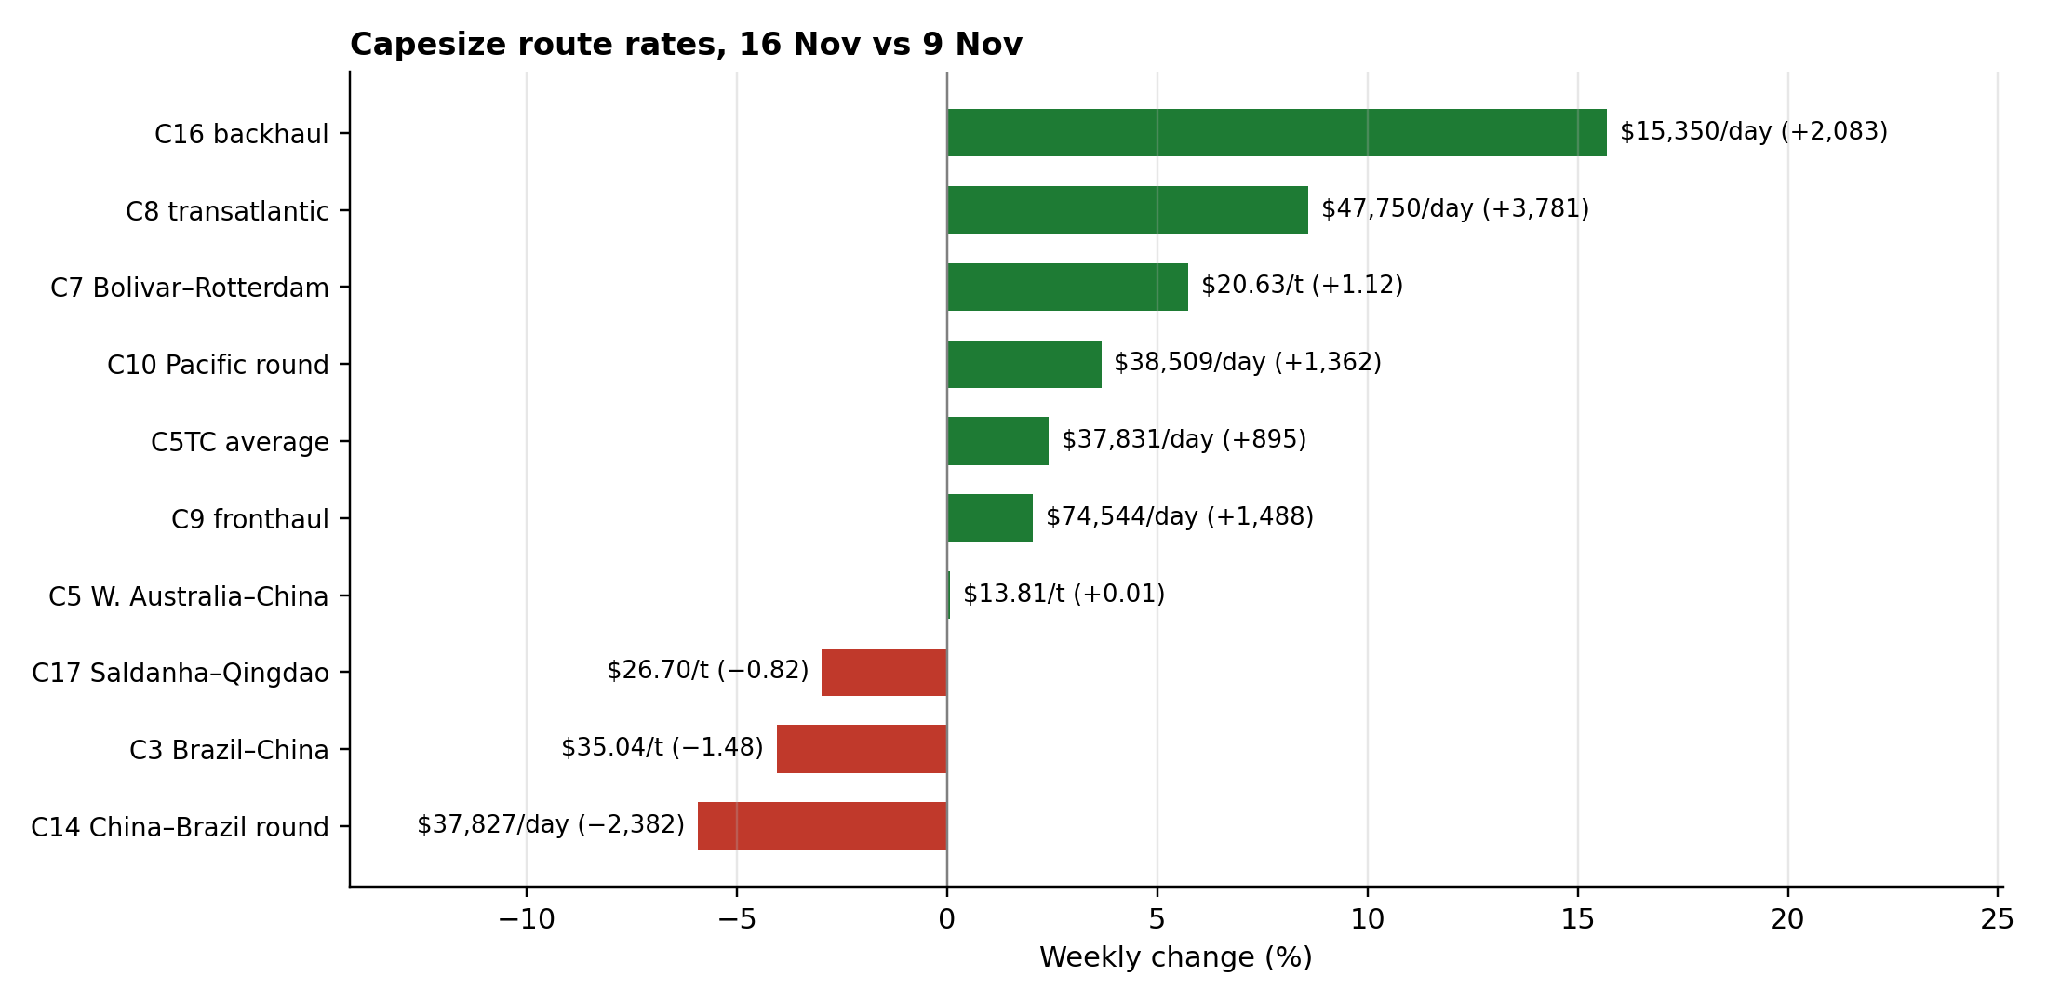 Capesize route rates, 16 Nov vs 9 Nov
C16 backhaul $15,350/day (+2,083)
C8 transatlantic $47,750/day (+3,781)
C7 Bolivar–Rotterdam $20.63/t (+1.12)
C10 Pacific round $38,509/day (+1,362)
C5TC average $37,831/day (+895)
C9 fronthaul $74,544/day (+1,488)
C5 W. Australia–China $13.81/t (+0.01)
C17 Saldanha–Qingdao $26.70/t (−0.82)
C3 Brazil–China $35.04/t (−1.48)
C14 China–Brazil round $37,827/day (−2,382)
−10 −5 0 5 10 15 20 25
Weekly change (%)